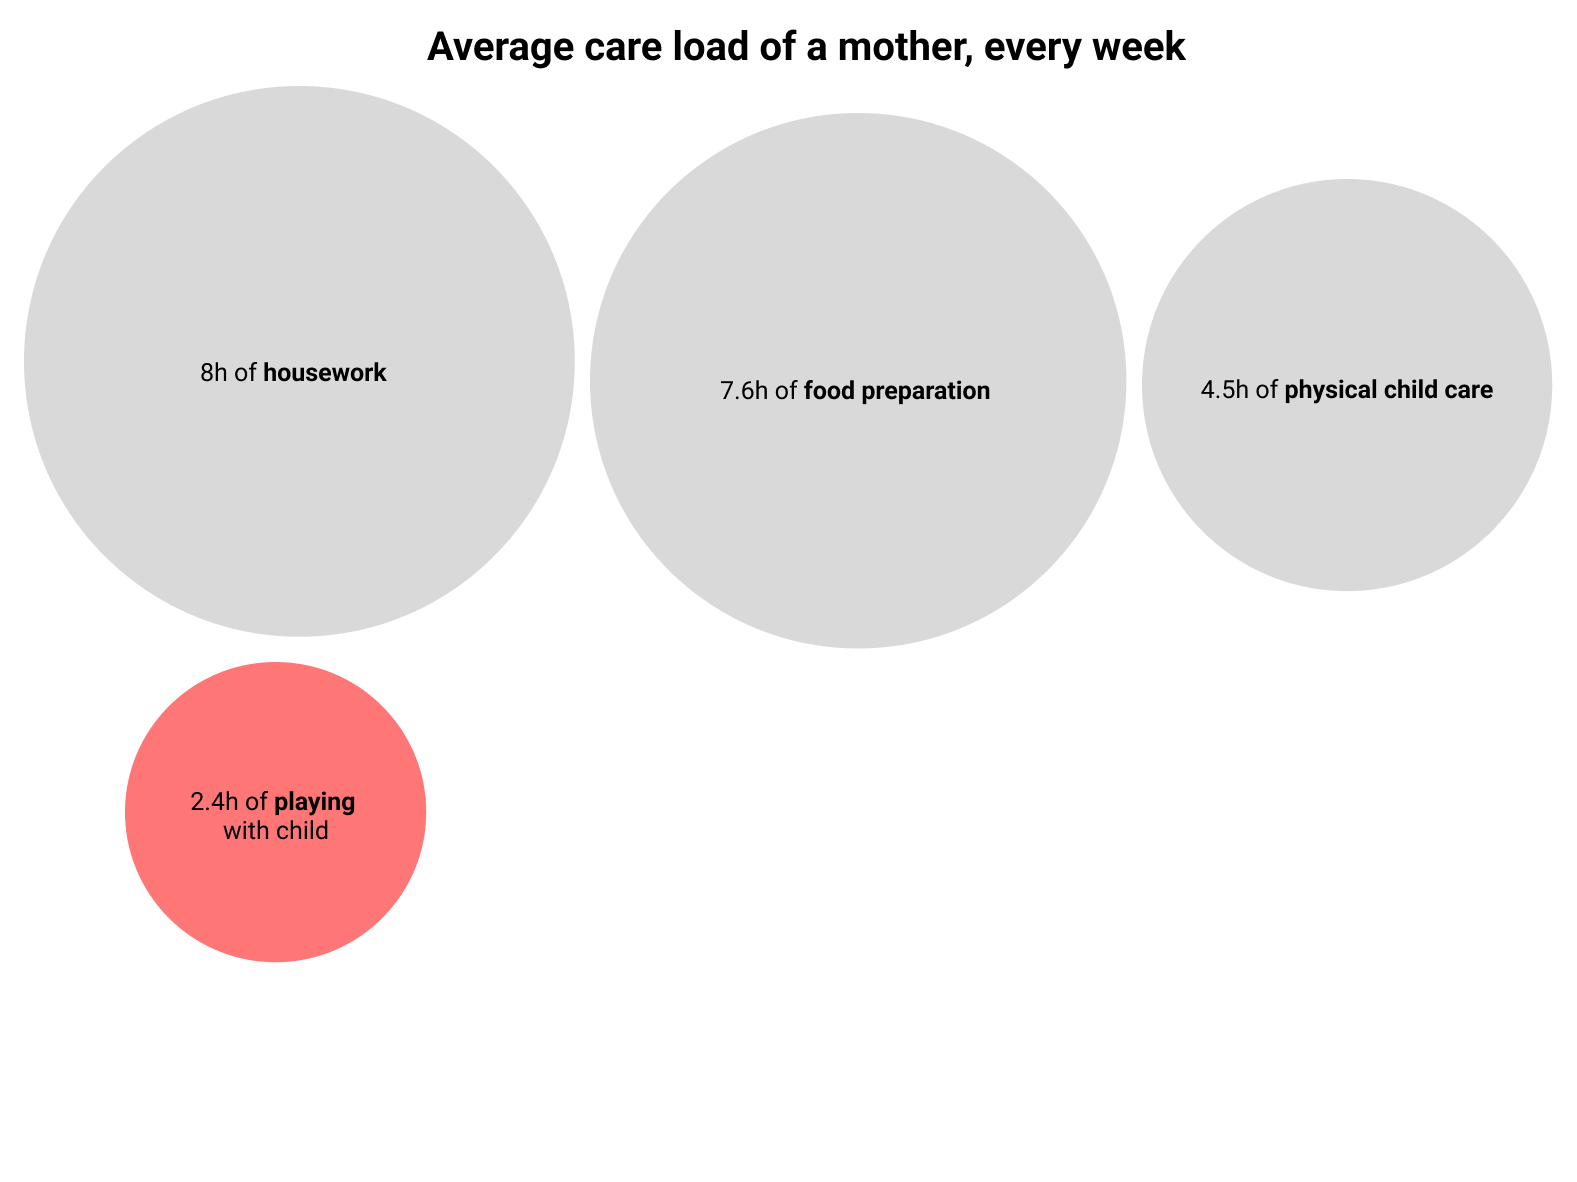 Average care load of a mother, every week
8h of housework
7.6h of food preparation
4.5h of physical child care
2.4h of playing
with child